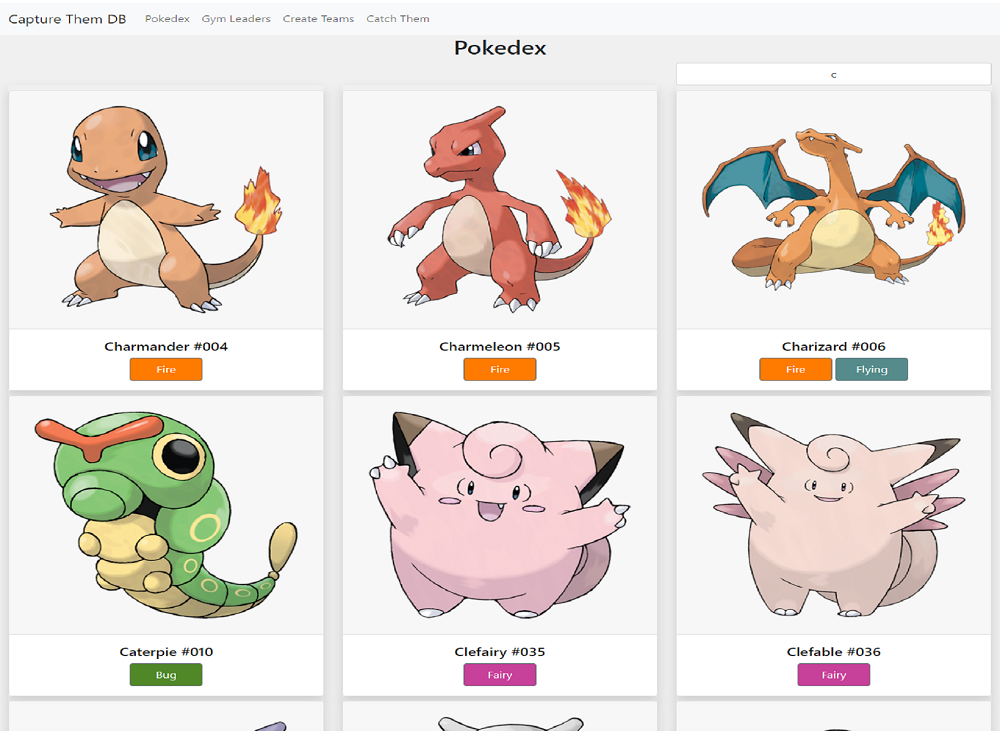 Capture Them DB Pokedex Gym Leaders Create Teams Catch Them
Pokedex
c
Charmander #004
Fire
Charmeleon #005
Fire
Charizard #006
Fire Flying
Caterpie #010
Bug
Clefairy #035
Fairy
Clefable #036
Fairy